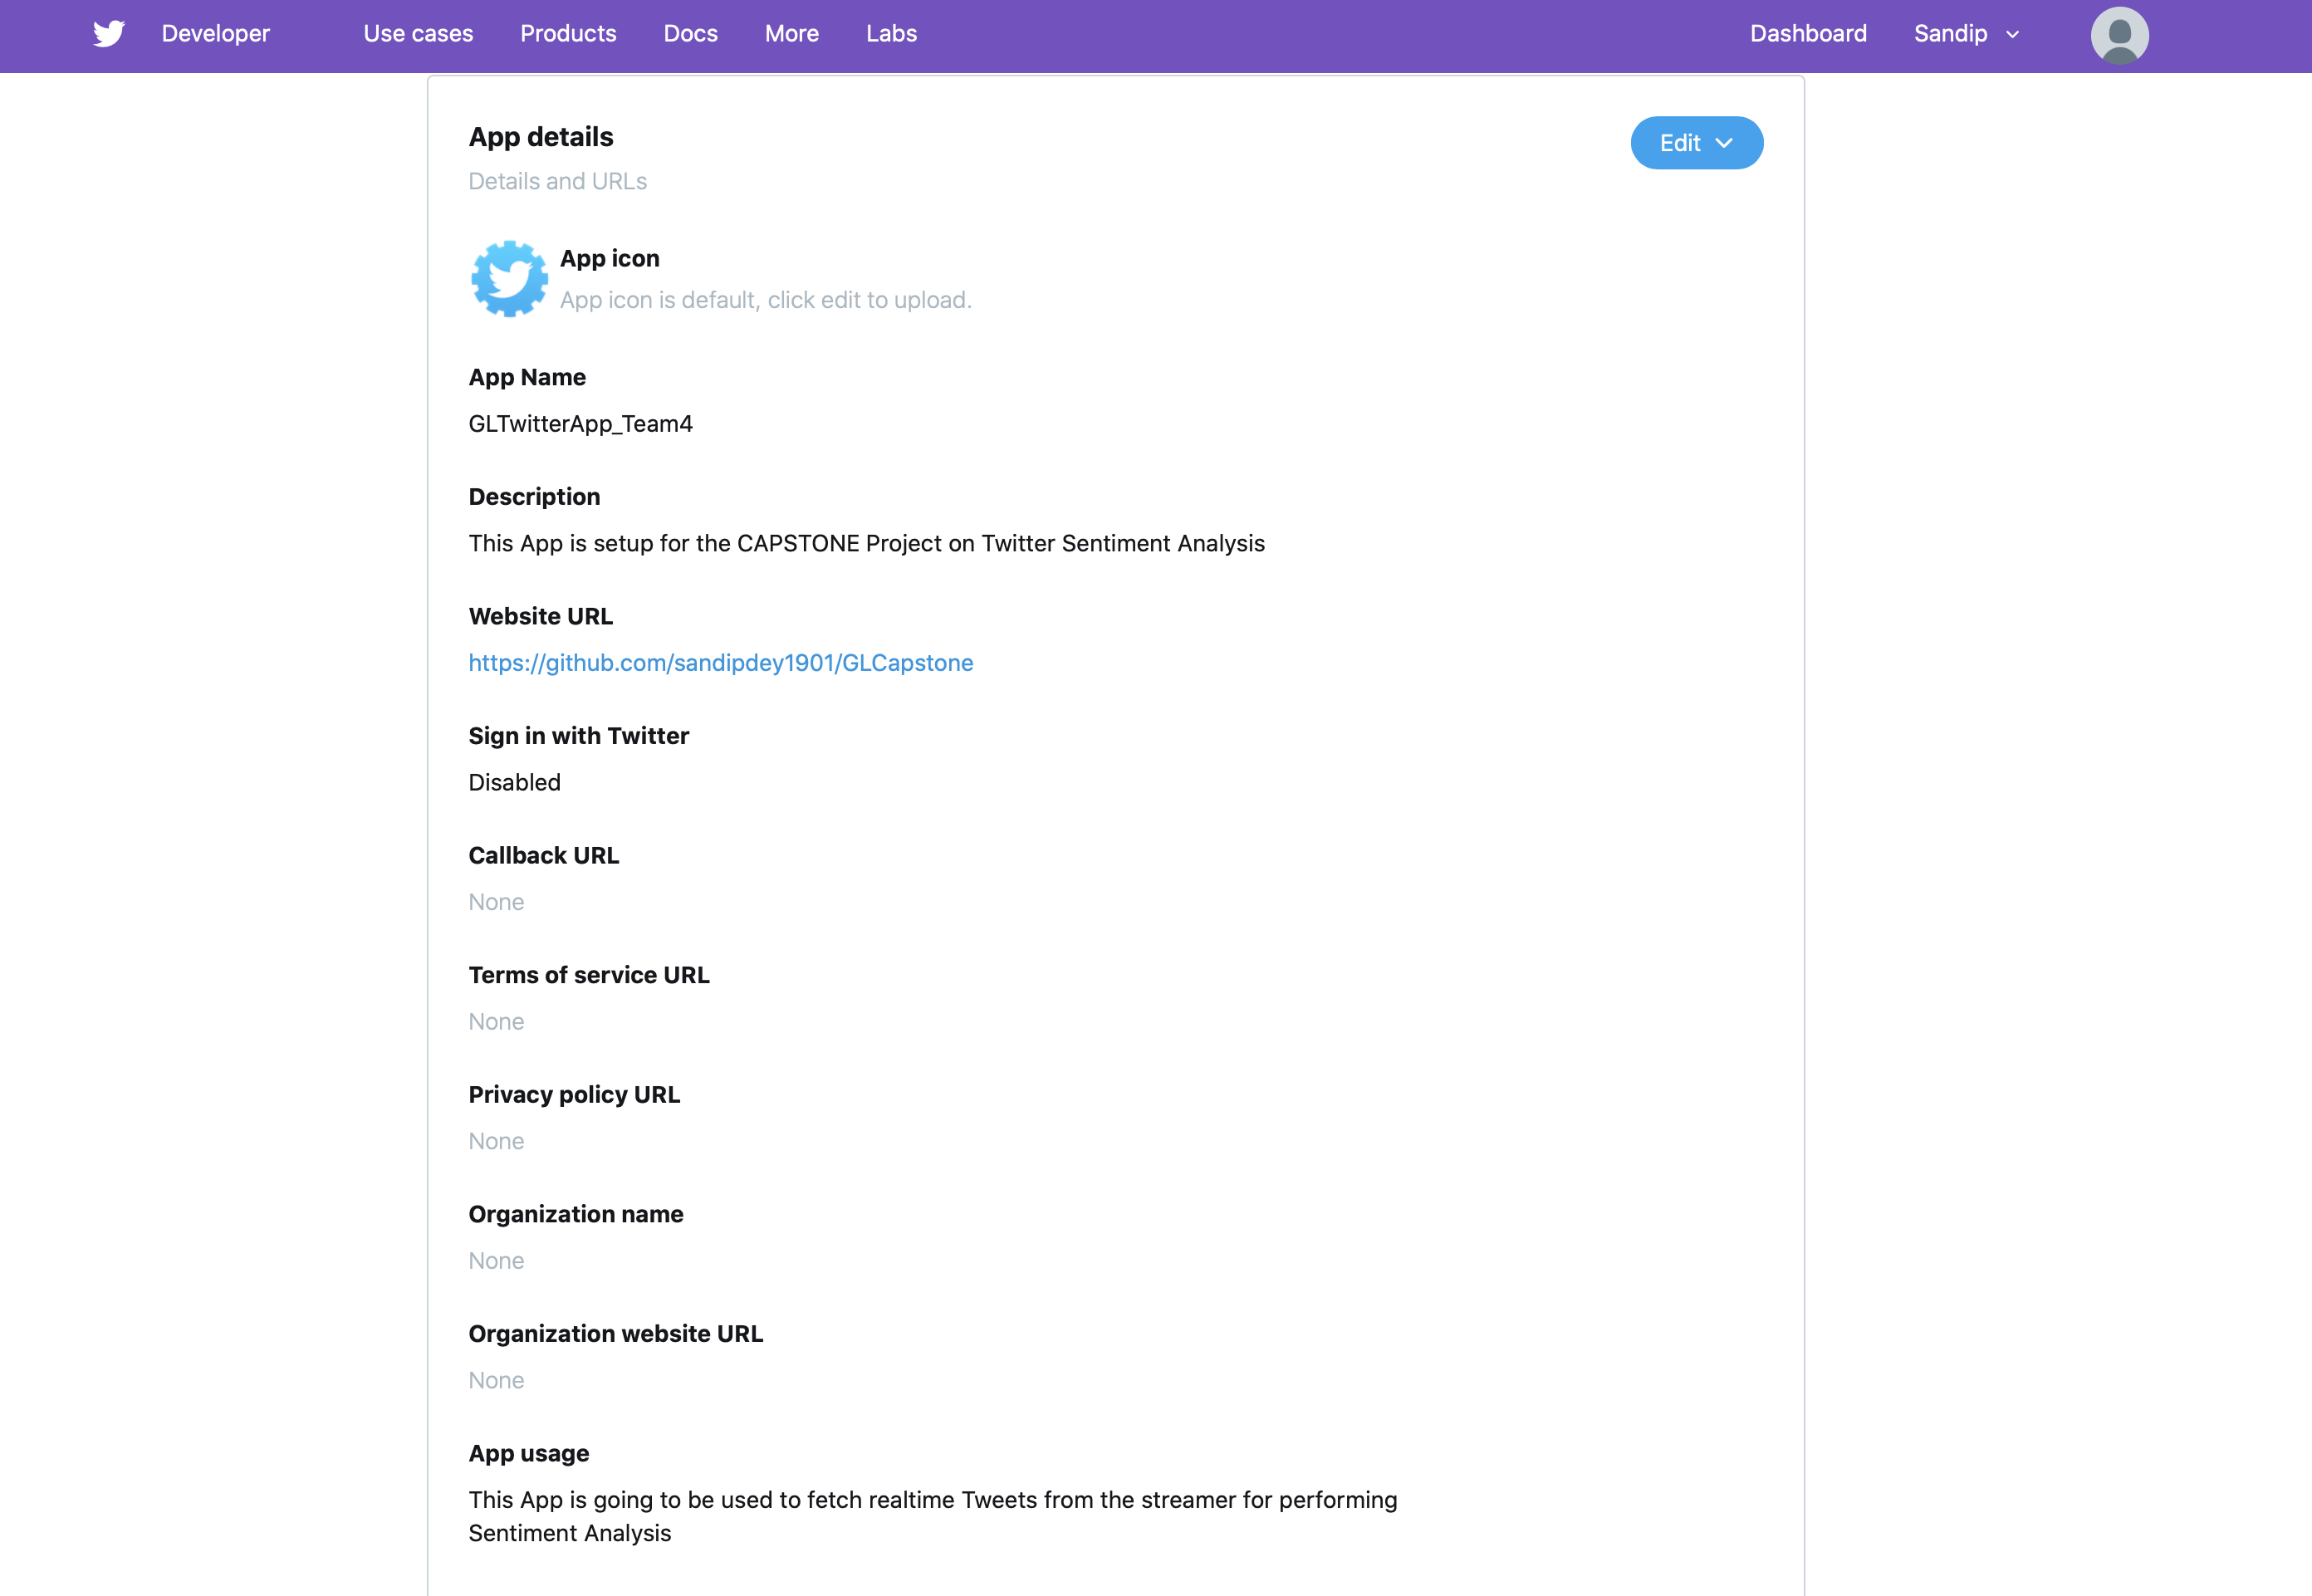 Developer Use cases Products Docs More Labs Dashboard Sandip
App details
Edit
Details and URLs
App icon
App icon is default, click edit to upload.
App Name
GLTwitterApp_Team4
Description
This App is setup for the CAPSTONE Project on Twitter Sentiment Analysis
Website URL
https://github.com/sandipdey1901/GLCapstone
Sign in with Twitter
Disabled
Callback URL
None
Terms of service URL
None
Privacy policy URL
None
Organization name
None
Organization website URL
None
App usage
This App is going to be used to fetch realtime Tweets from the streamer for performing
Sentiment Analysis